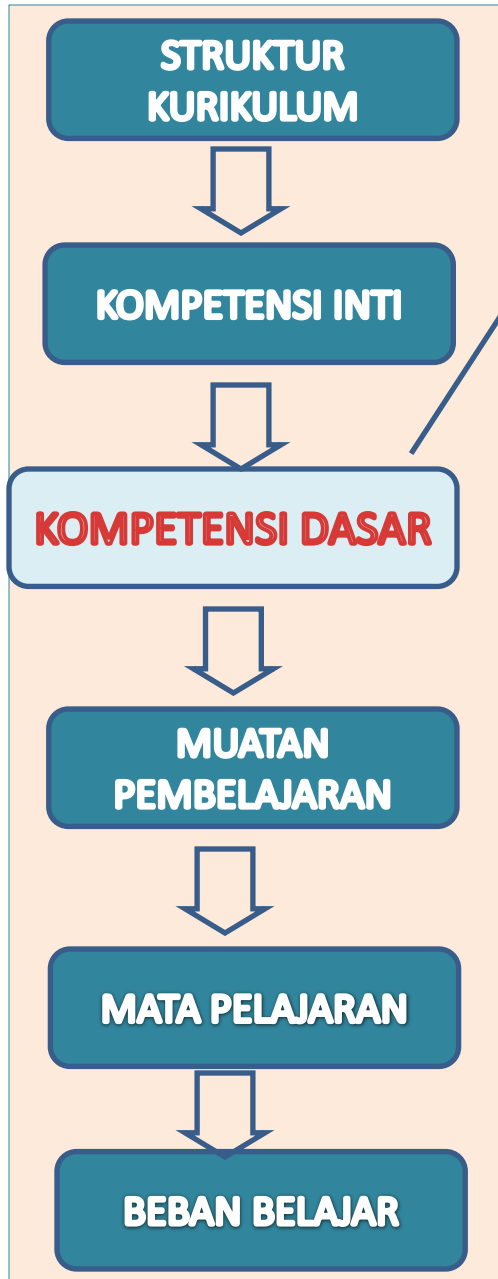 STRUKTUR
KURIKULUM
KOMPETENSI INTI
KOMPETENSI DASAR
MUATAN
PEMBELAJARAN
MATA PELAJARAN
BEBAN BELAJAR